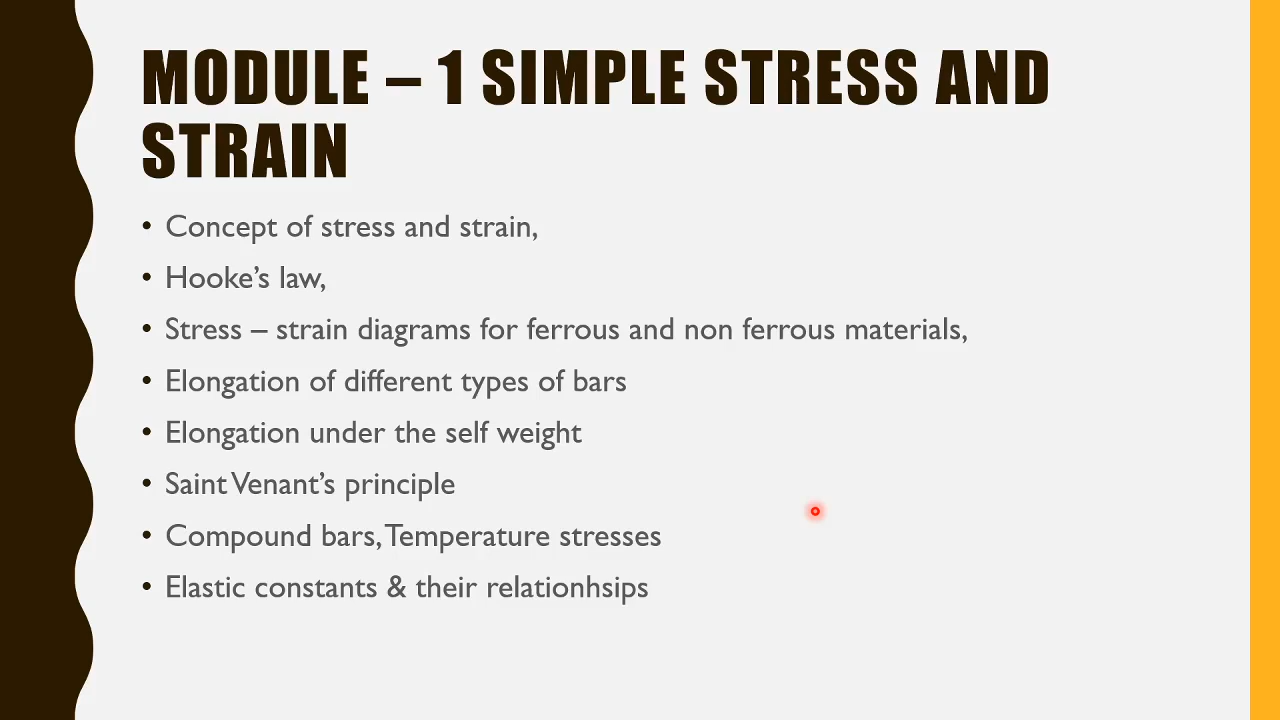 MODULE – 1 SIMPLE STRESS AND
STRAIN
• Concept of stress and strain,
• Hooke’s law,
• Stress – strain diagrams for ferrous and non ferrous materials,
• Elongation of different types of bars
• Elongation under the self weight
• Saint Venant’s principle
• Compound bars, Temperature stresses
• Elastic constants & their relationhsips